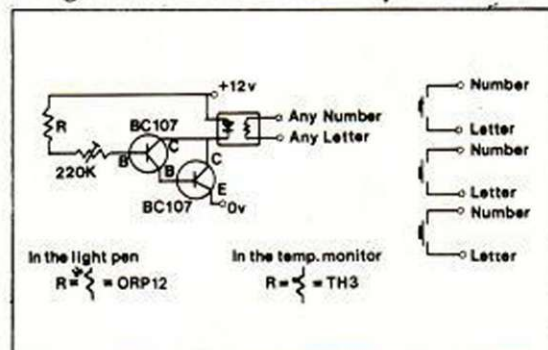 +12v
R
BC107
C
B
220K
B
C
E
BC107
0v
Any Number
Any Letter
Number
Letter
Number
Letter
Number
Letter
In the light pen
R= = ORP12
In the temp. monitor
R= = TH3